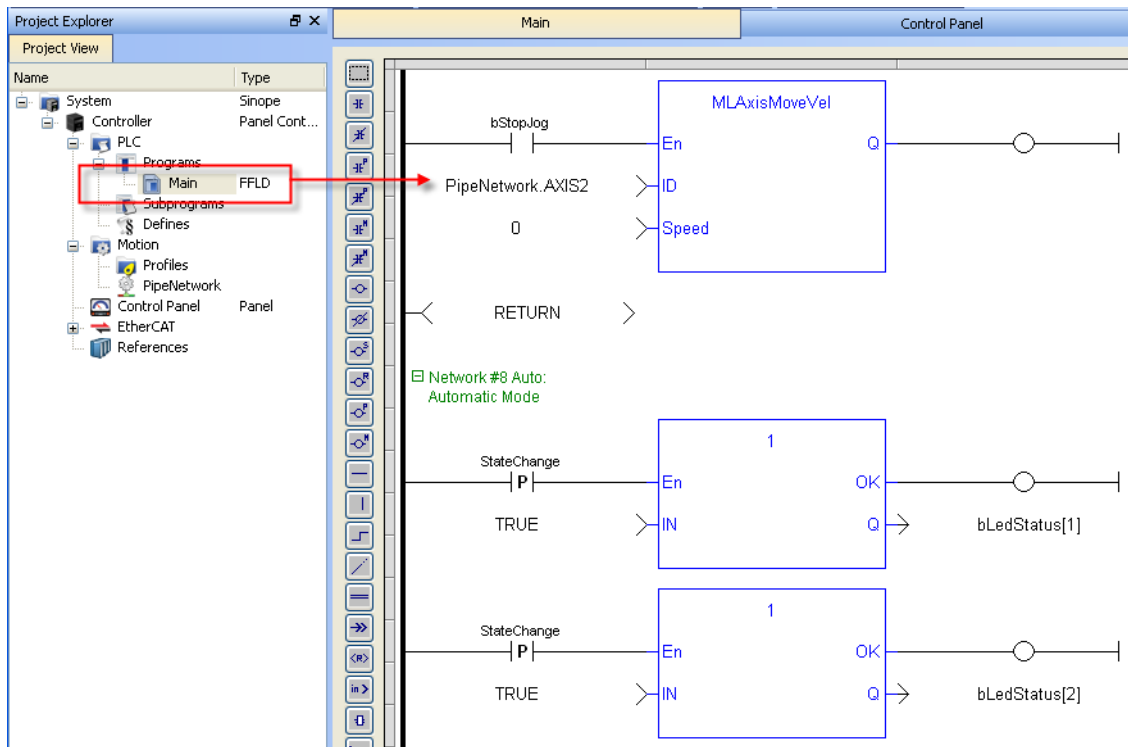 Project Explorer
Main
Control Panel
Project View
Name Type
System Sinope
Controller Panel Cont...
PLC
Programs
Main FFLD
Subprograms
Defines
Motion
Profiles
PipeNetwork
Control Panel Panel
EtherCAT
References
P
P
N
N
S
R
P
N
<R>
in >
MLAxisMoveVel
bStopJog
En Q
PipeNetwork.AXIS2 ID
0 Speed
RETURN
Network #8 Auto:
Automatic Mode
1
StateChange
P En OK
TRUE IN Q bLedStatus[1]
1
StateChange
P En OK
TRUE IN Q bLedStatus[2]